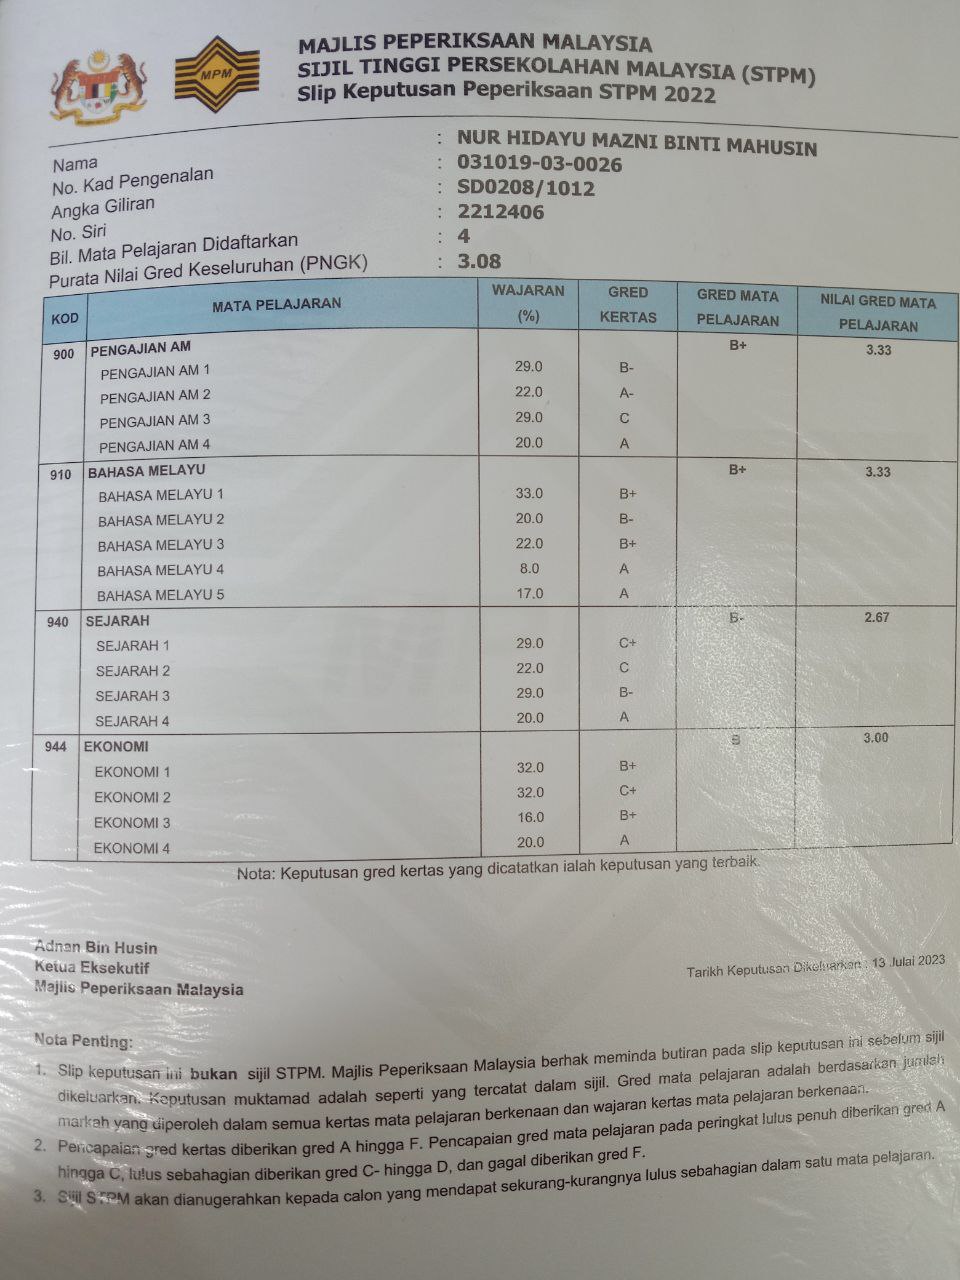 MPM
MAJLIS PEPERIKSAAN MALAYSIA
SIJIL TINGGI PERSEKOLAHAN MALAYSIA (STPM)
Slip Keputusan Peperiksaan STPM 2022
Nama : NUR HIDAYU MAZNI BINTI MAHUSIN
No. Kad Pengenalan : 031019-03-0026
Angka Giliran : SD0208/1012
No. Siri : 2212406
Bil. Mata Pelajaran Didaftarkan : 4
Purata Nilai Gred Keseluruhan (PNGK) : 3.08
KOD MATA PELAJARAN WAJARAN (%) GRED KERTAS GRED MATA PELAJARAN NILAI GRED MATA PELAJARAN
900 PENGAJIAN AM B+ 3.33
PENGAJIAN AM 1 29.0 B-
PENGAJIAN AM 2 22.0 A-
PENGAJIAN AM 3 29.0 C
PENGAJIAN AM 4 20.0 A
910 BAHASA MELAYU B+ 3.33
BAHASA MELAYU 1 33.0 B+
BAHASA MELAYU 2 20.0 B-
BAHASA MELAYU 3 22.0 B+
BAHASA MELAYU 4 8.0 A
BAHASA MELAYU 5 17.0 A
940 SEJARAH B- 2.67
SEJARAH 1 29.0 C+
SEJARAH 2 22.0 C
SEJARAH 3 29.0 B-
SEJARAH 4 20.0 A
944 EKONOMI B 3.00
EKONOMI 1 32.0 B+
EKONOMI 2 32.0 C+
EKONOMI 3 16.0 B+
EKONOMI 4 20.0 A
Nota: Keputusan gred kertas yang dicatatkan ialah keputusan yang terbaik.
Adnan Bin Husin
Ketua Eksekutif
Majlis Peperiksaan Malaysia
Tarikh Keputusan Dikeluarkan : 13 Julai 2023
Nota Penting:
1. Slip keputusan ini bukan sijil STPM. Majlis Peperiksaan Malaysia berhak meminda butiran pada slip keputusan ini sebelum sijil
dikeluarkan. Keputusan muktamad adalah seperti yang tercatat dalam sijil. Gred mata pelajaran adalah berdasarkan jumlah
markah yang diperoleh dalam semua kertas mata pelajaran berkenaan dan wajaran kertas mata pelajaran berkenaan.
2. Pencapaian gred kertas diberikan gred A hingga F. Pencapaian gred mata pelajaran pada peringkat lulus penuh diberikan gred A
hingga C, lulus sebahagian diberikan gred C- hingga D, dan gagal diberikan gred F.
3. Sijil STPM akan dianugerahkan kepada calon yang mendapat sekurang-kurangnya lulus sebahagian dalam satu mata pelajaran.